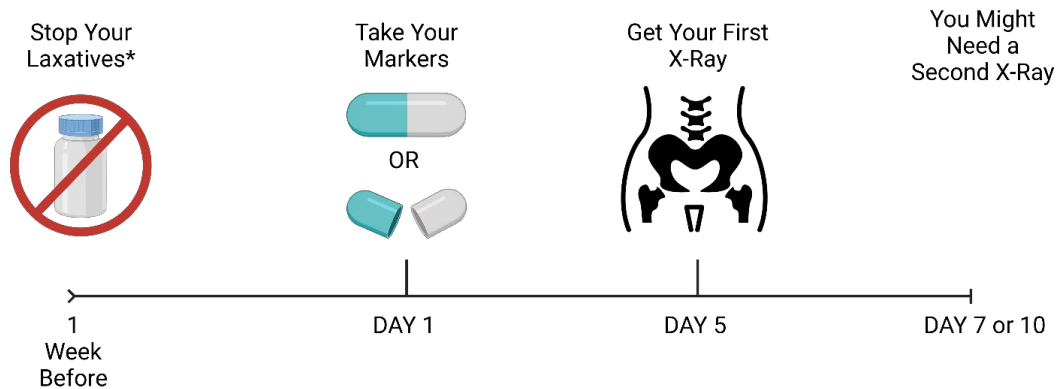 Stop Your
Laxatives*
Take Your
Markers
OR
Get Your First
X-Ray
You Might
Need a
Second X-Ray
1
Week
Before
DAY 1
DAY 5
DAY 7 or 10